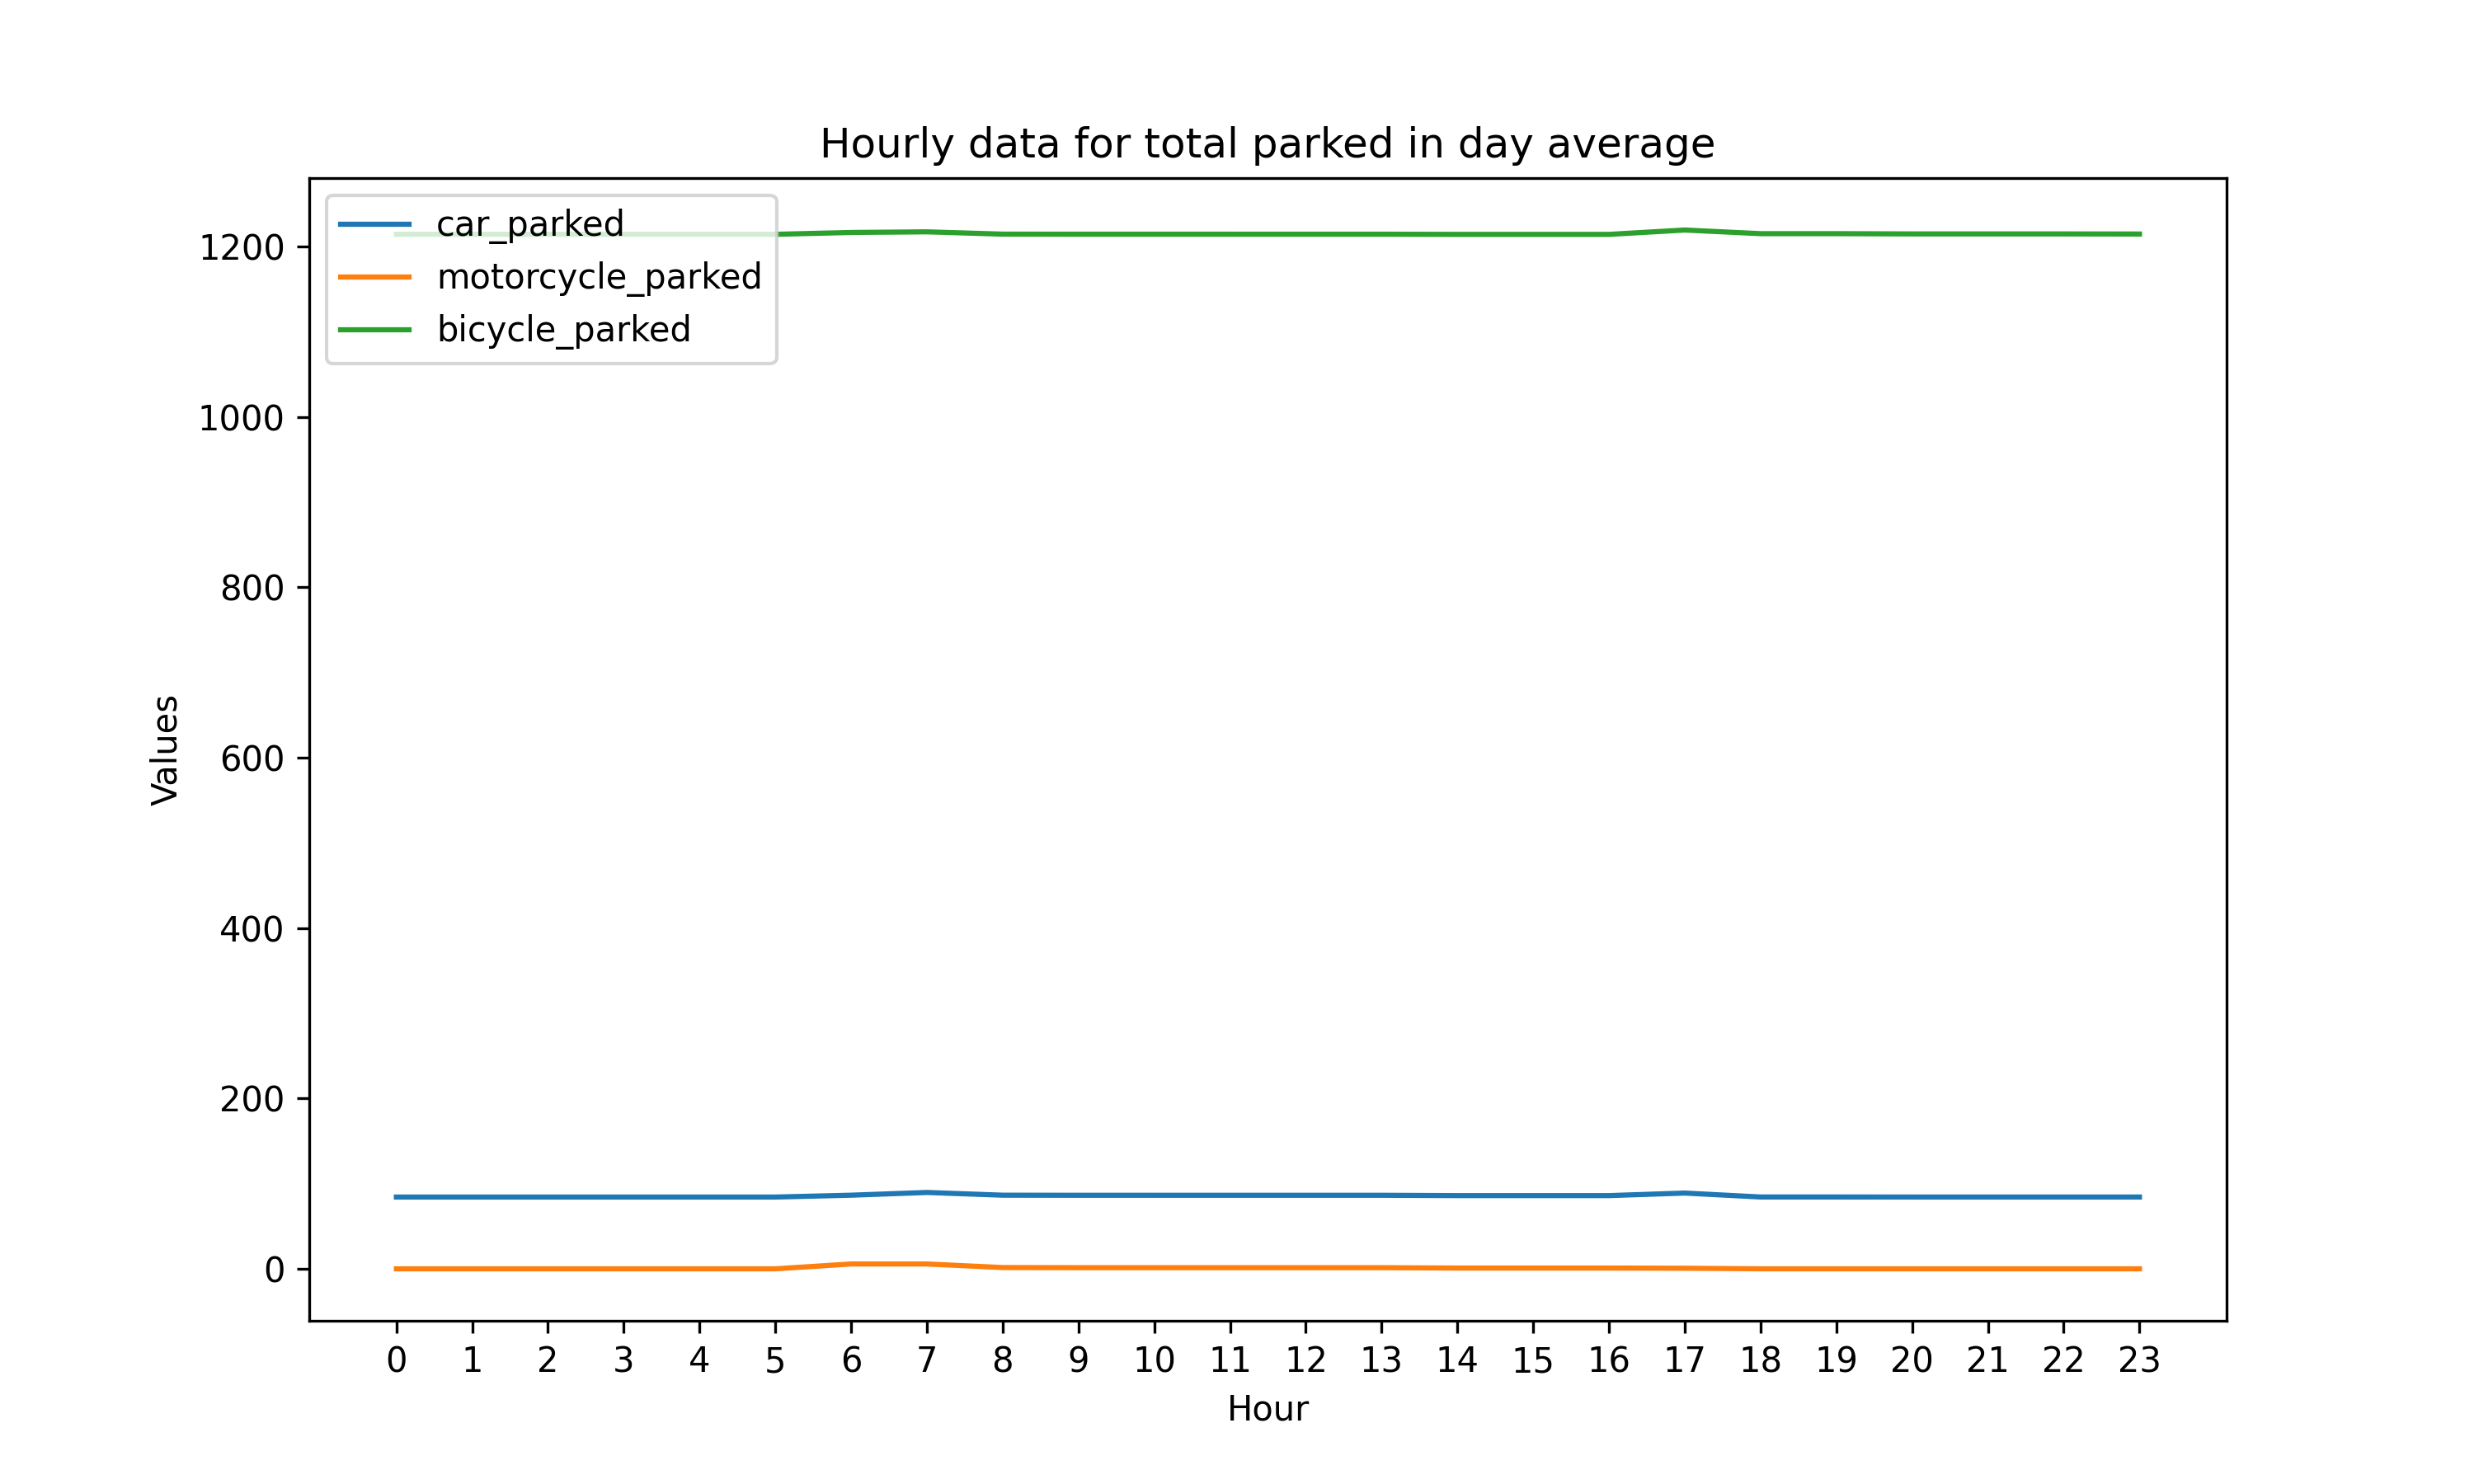 Hourly data for total parked in day average
car_parked
motorcycle_parked
bicycle_parked
1200
1000
800
600
400
200
0
Values
0 1 2 3 4 5 6 7 8 9 10 11 12 13 14 15 16 17 18 19 20 21 22 23
Hour